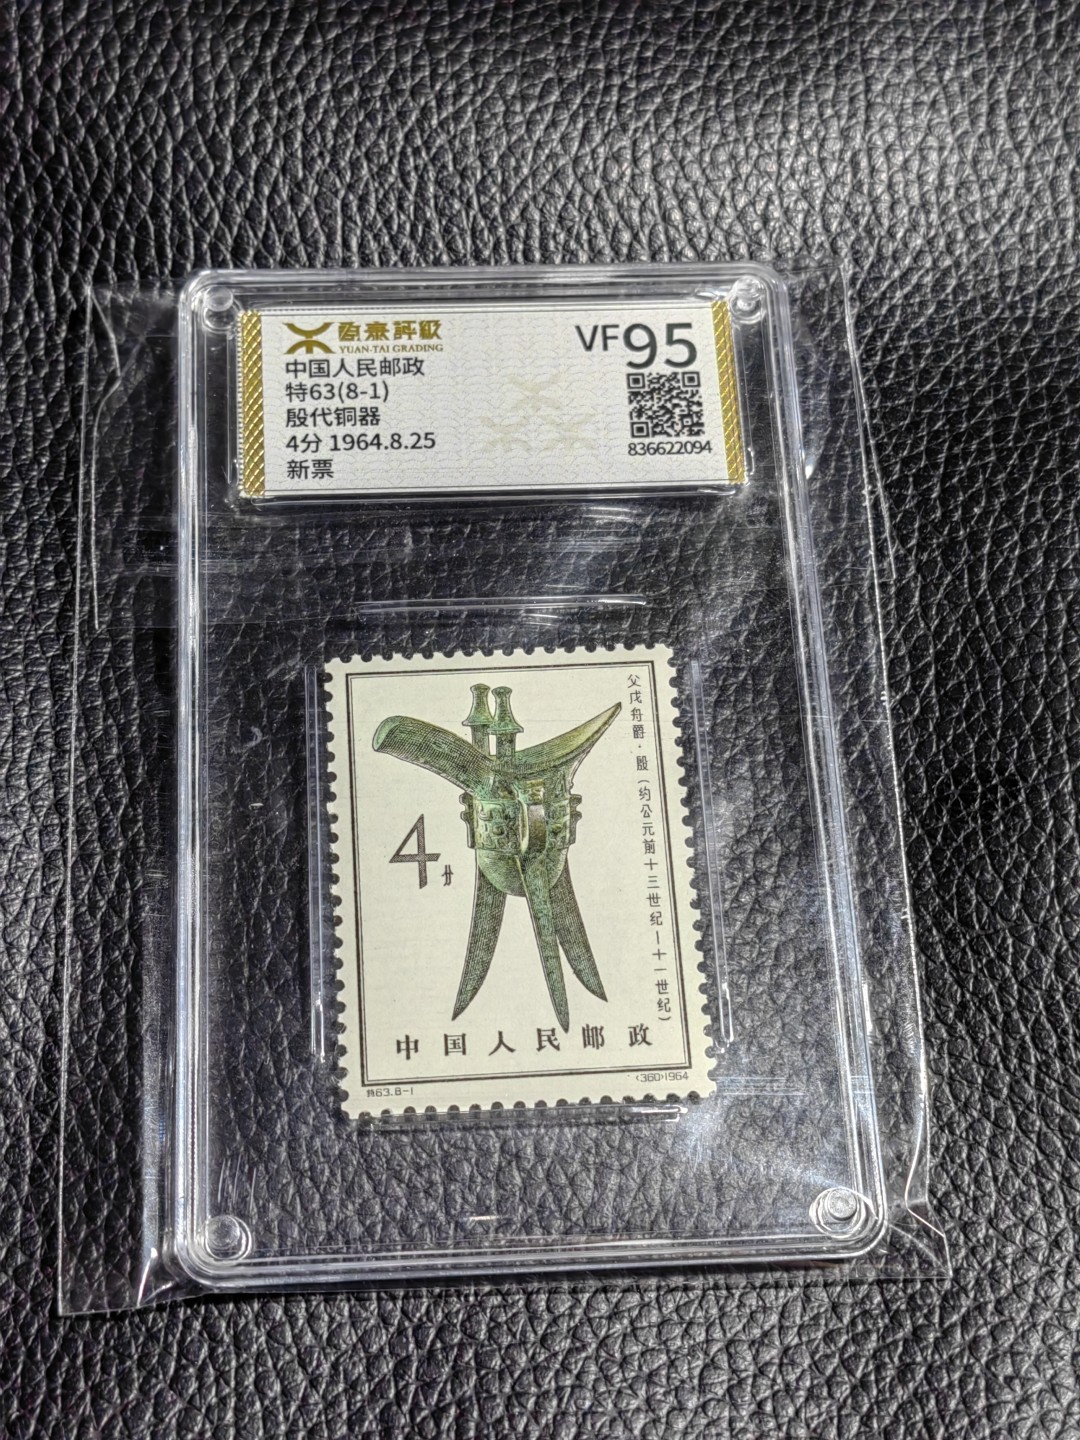 源泰評級
YUAN-TAI GRADING
中国人民邮政
特63(8-1)
殷代铜器
4分 1964.8.25
新票
VF95
836622094
父戊舟爵·殷(约公元前十三世纪—十一世纪)
4分
中国人民邮政
特63.8-1
(360)1964